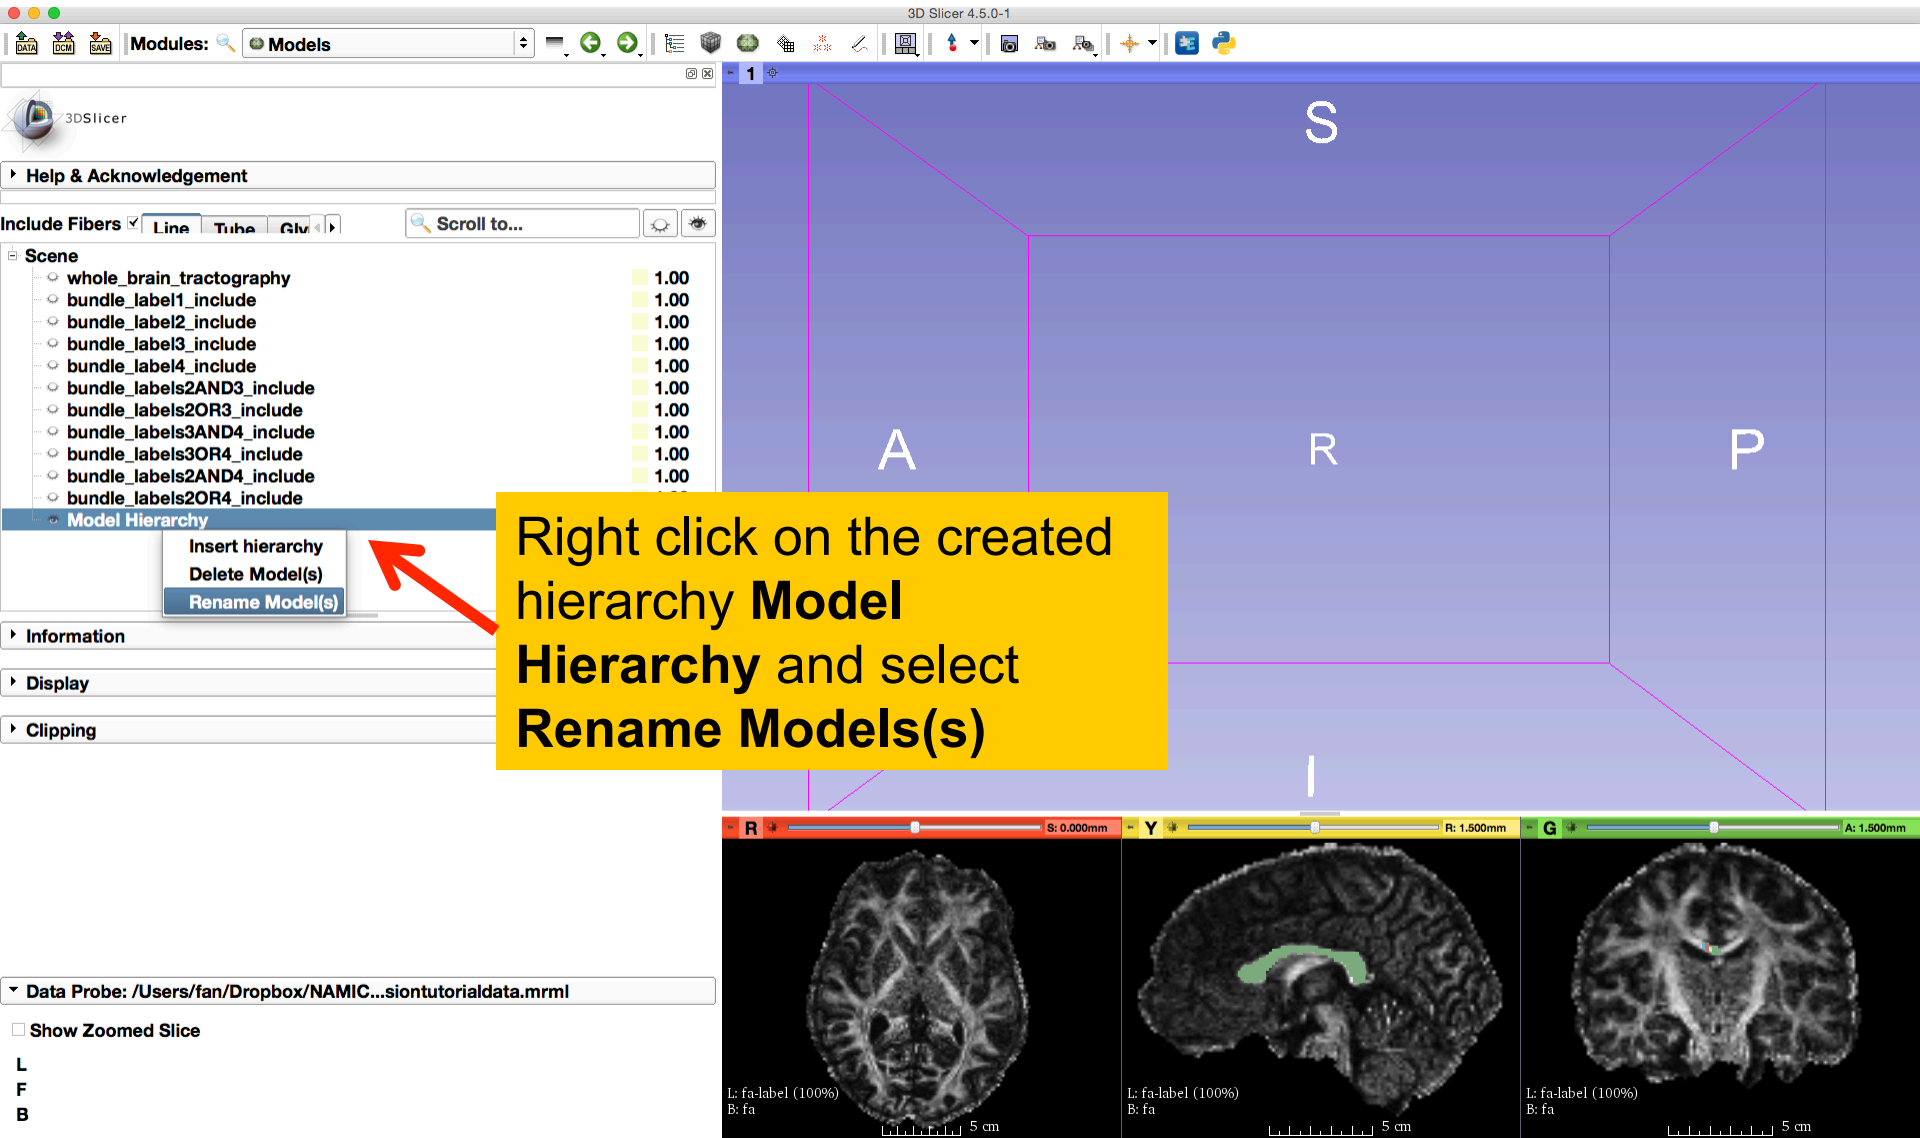 3D Slicer 4.5.0-1
DATA DCM SAVE Modules: Models
1
3DSlicer
Help & Acknowledgement
Include Fibers Line Tube Gly Scroll to...
Scene
whole_brain_tractography 1.00
bundle_label1_include 1.00
bundle_label2_include 1.00
bundle_label3_include 1.00
bundle_label4_include 1.00
bundle_labels2AND3_include 1.00
bundle_labels2OR3_include 1.00
bundle_labels3AND4_include 1.00
bundle_labels3OR4_include 1.00
bundle_labels2AND4_include 1.00
bundle_labels2OR4_include
Model Hierarchy
Insert hierarchy
Delete Model(s)
Rename Model(s)
Information
Display
Clipping
Right click on the created
hierarchy Model
Hierarchy and select
Rename Models(s)
S
A R P
I
R S: 0.000mm
Y R: 1.500mm
G A: 1.500mm
L: fa-label (100%)
B: fa
5 cm
L: fa-label (100%)
B: fa
5 cm
L: fa-label (100%)
B: fa
5 cm
Data Probe: /Users/fan/Dropbox/NAMIC...siontutorialdata.mrml
Show Zoomed Slice
L
F
B